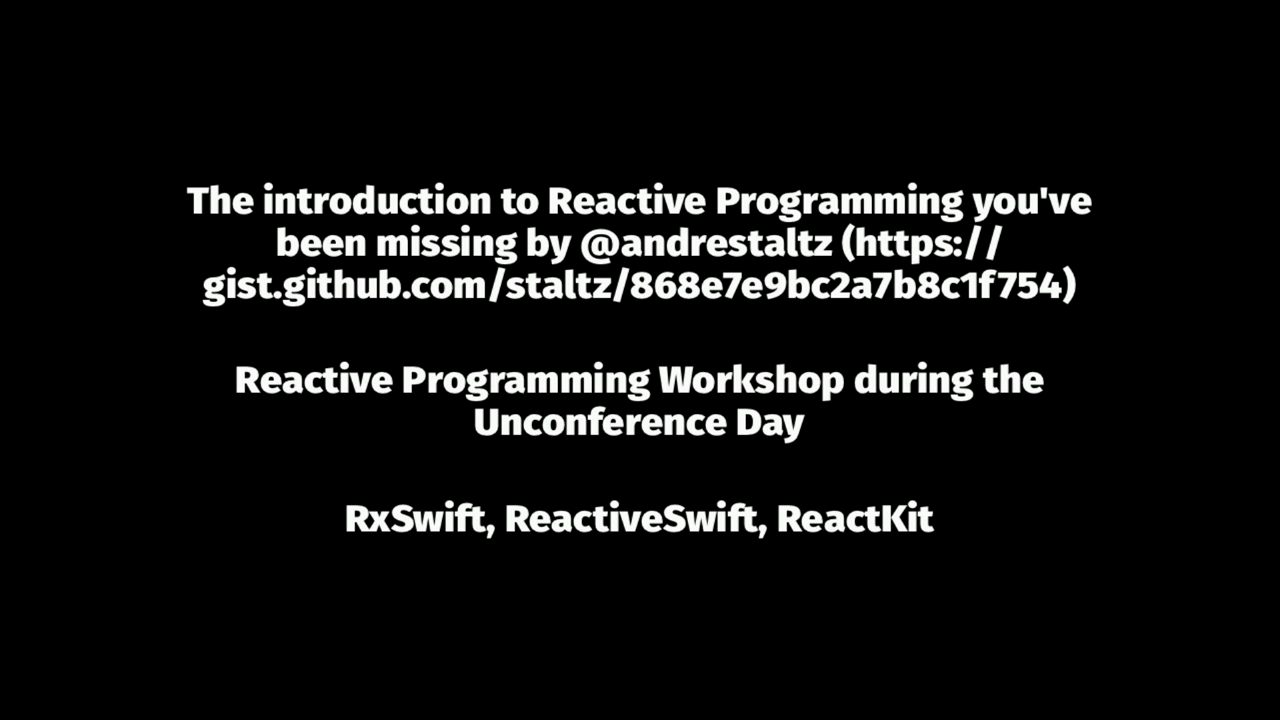 The introduction to Reactive Programming you've
been missing by @andrestaltz (https://
gist.github.com/staltz/868e7e9bc2a7b8c1f754)
Reactive Programming Workshop during the
Unconference Day
RxSwift, ReactiveSwift, ReactKit